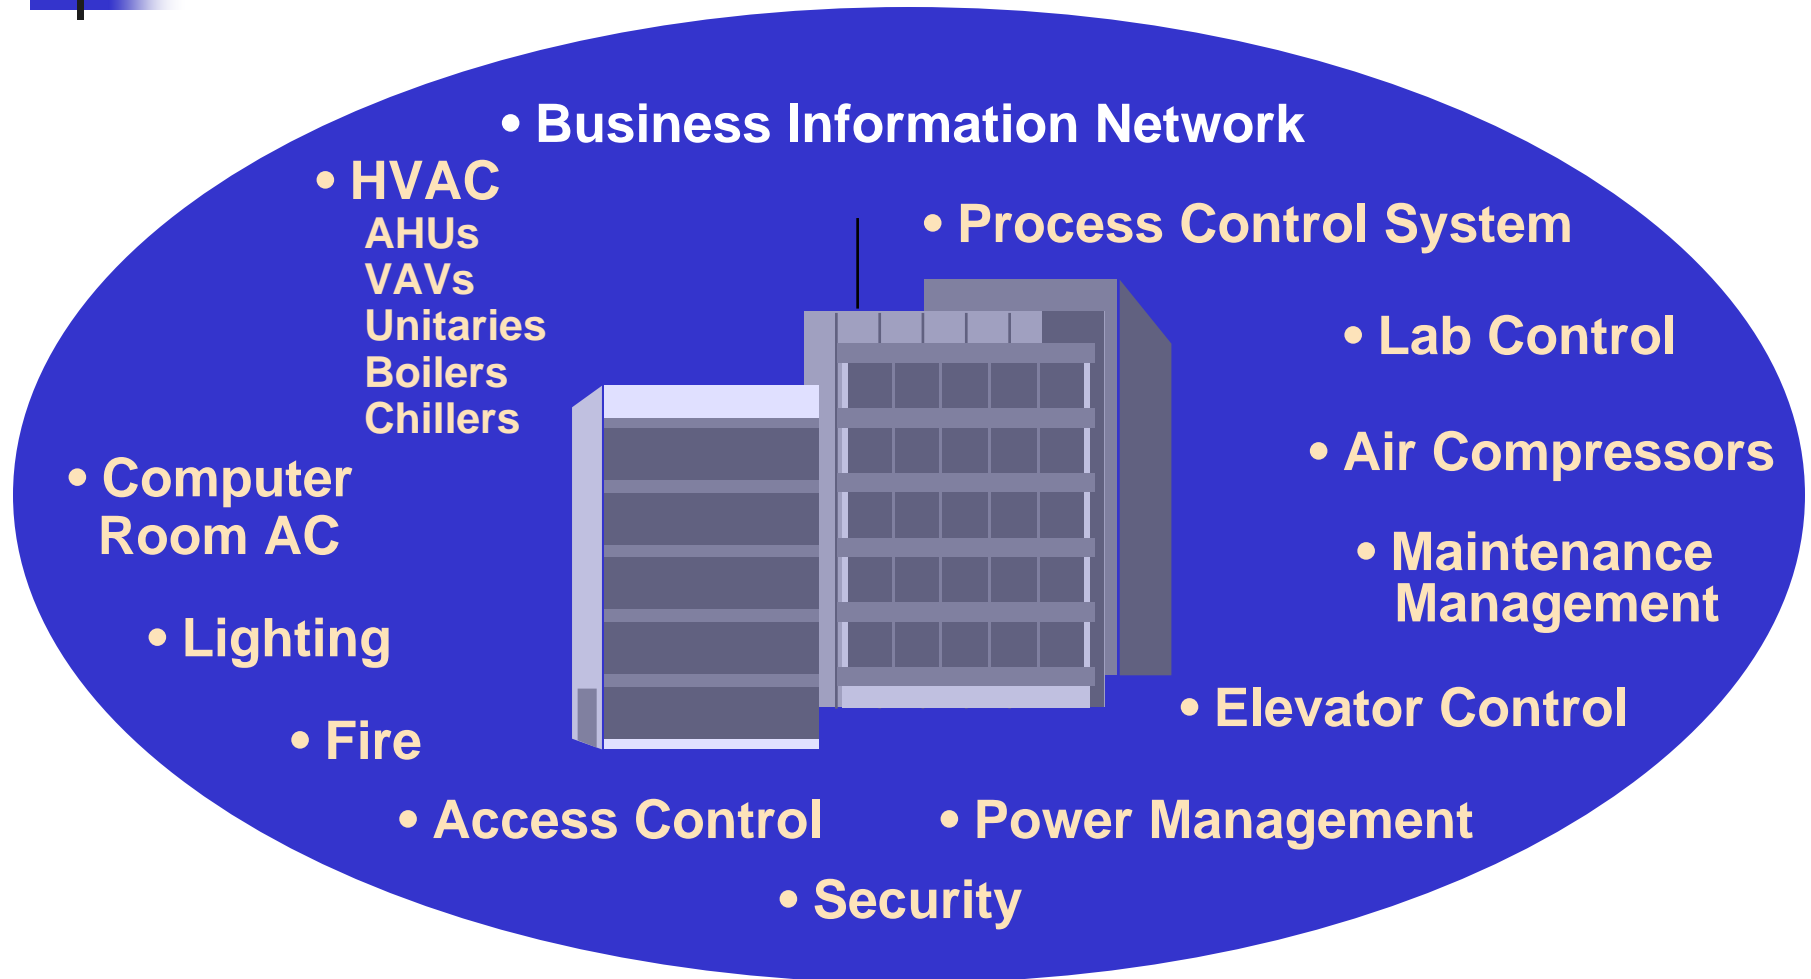 • Business Information Network
• HVAC
AHUs
VAVs
Unitaries
Boilers
Chillers
• Computer
Room AC
• Lighting
• Fire
• Access Control
• Security
• Power Management
• Elevator Control
• Maintenance
Management
• Air Compressors
• Lab Control
• Process Control System